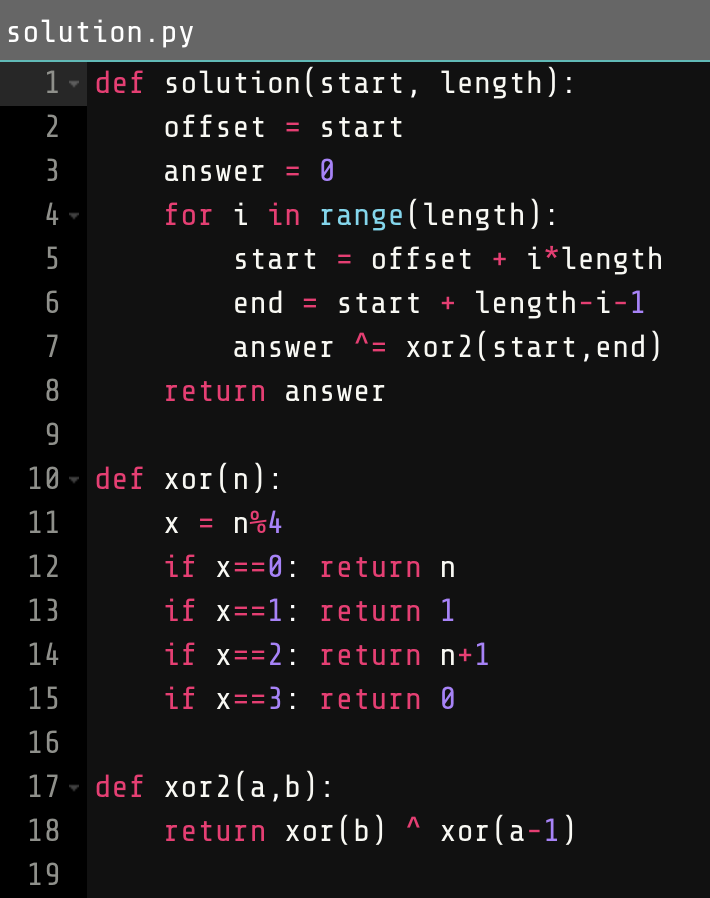 solution.py
1 def solution(start, length):
2     offset = start
3     answer = 0
4     for i in range(length):
5         start = offset + i*length
6         end = start + length-i-1
7         answer ^= xor2(start,end)
8     return answer
9
10 def xor(n):
11     x = n%4
12     if x==0: return n
13     if x==1: return 1
14     if x==2: return n+1
15     if x==3: return 0
16
17 def xor2(a,b):
18     return xor(b) ^ xor(a-1)
19